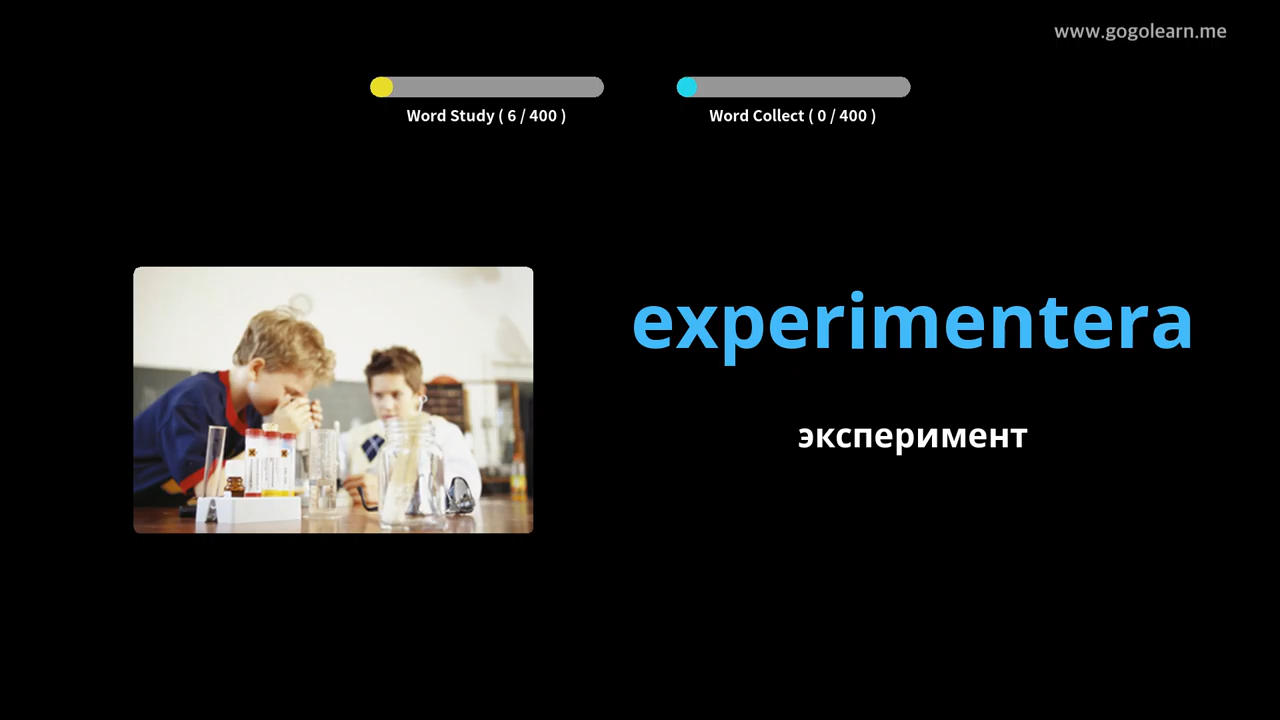 www.gogolearn.me
Word Study ( 6 / 400 )
Word Collect ( 0 / 400 )
experimentera
эксперимент